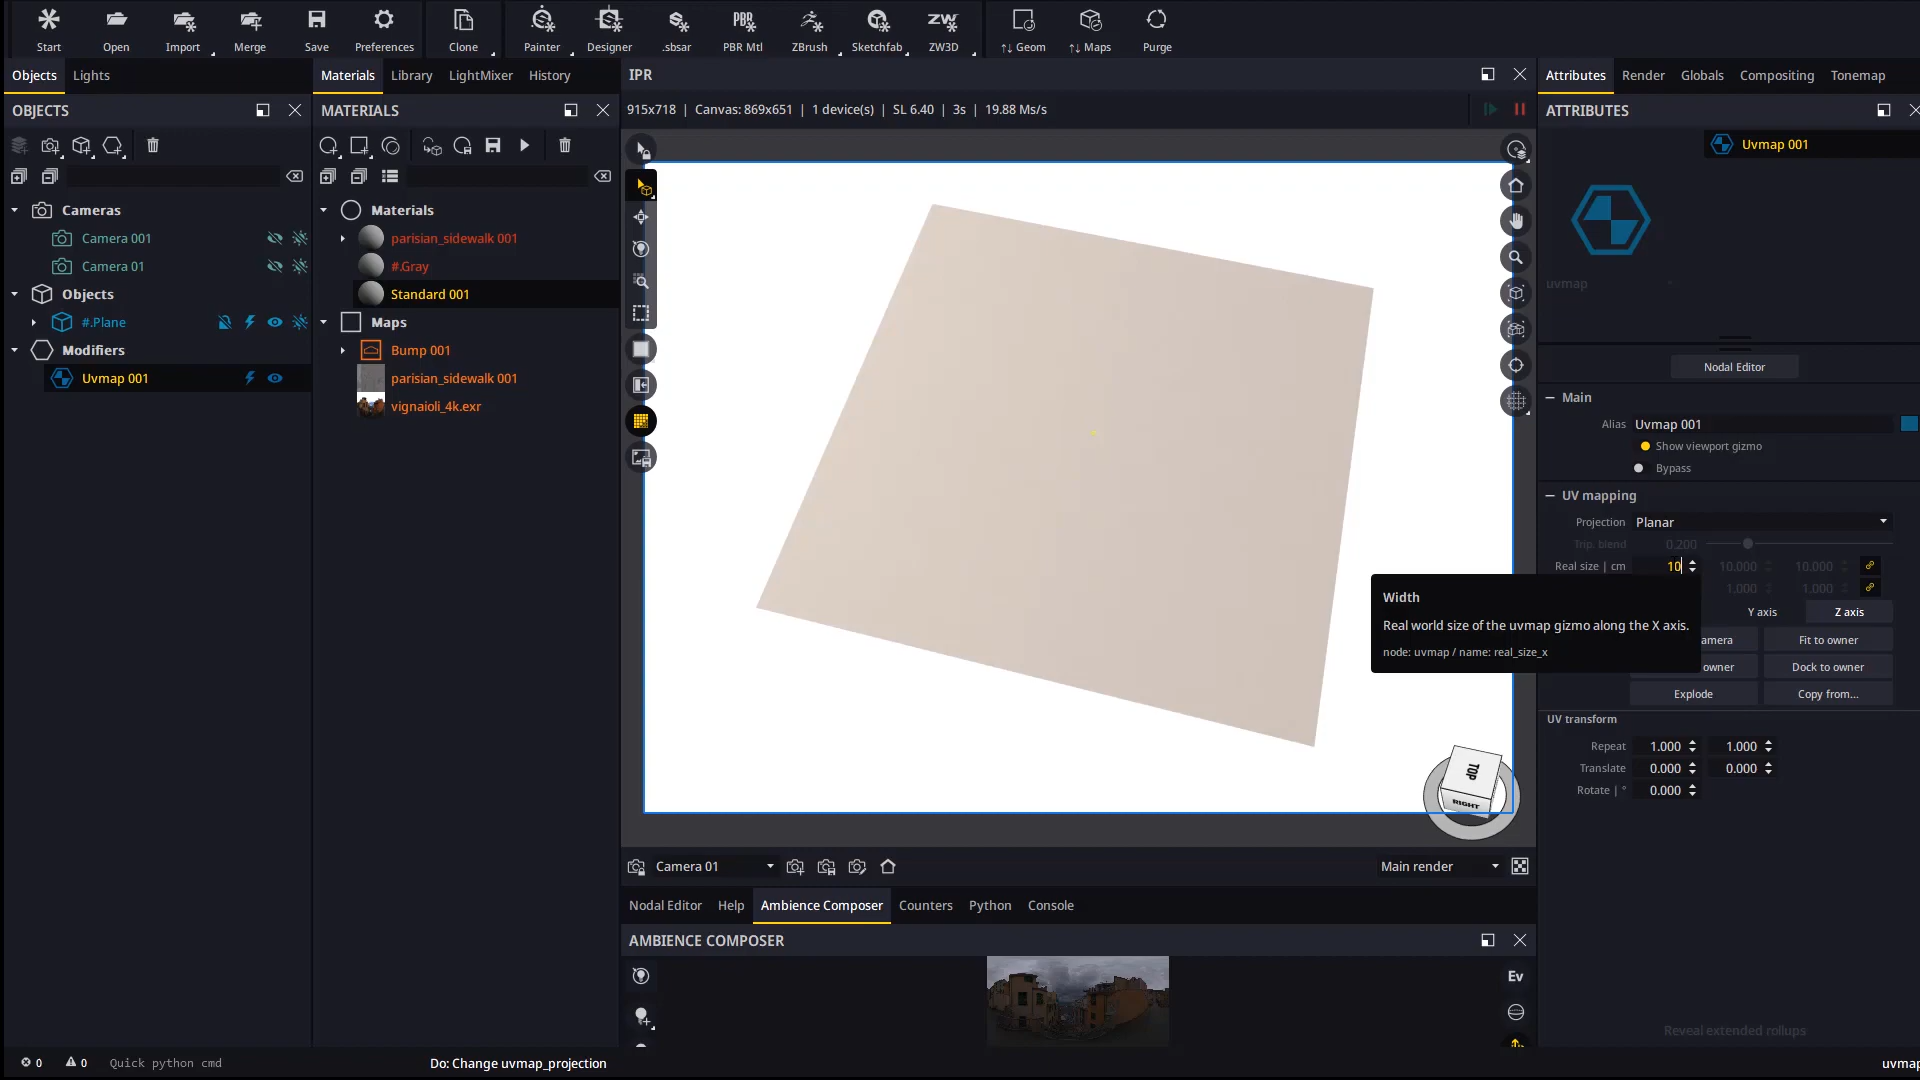 Start
Open
Import
Merge
Save
Preferences
Clone
Painter
Designer
.sbsar
PBR
PBR Mtl
ZBrush
Sketchfab
ZW
ZW3D
↑↓ Geom
↑↓ Maps
Purge
Objects
Lights
OBJECTS
Cameras
Camera 001
Camera 01
Objects
#.Plane
Modifiers
Uvmap 001
Materials
Library
LightMixer
History
MATERIALS
Materials
parisian_sidewalk 001
#.Gray
Standard 001
Maps
Bump 001
parisian_sidewalk 001
vignaioli_4k.exr
IPR
915x718 | Canvas: 869x651 | 1 device(s) | SL 6.40 | 3s | 19.88 Ms/s
TOP
RIGHT
Camera 01
Main render
Nodal Editor
Help
Ambience Composer
Counters
Python
Console
AMBIENCE COMPOSER
Ev
Attributes
Render
Globals
Compositing
Tonemap
ATTRIBUTES
Uvmap 001
uvmap
Nodal Editor
Main
Alias
Uvmap 001
Show viewport gizmo
Bypass
UV mapping
Projection
Planar
Trip. blend
0.200
Real size | cm
10
10.000
10.000
1.000
1.000
Y axis
Z axis
Width
Real world size of the uvmap gizmo along the X axis.
node: uvmap / name: real_size_x
amera
Fit to owner
owner
Dock to owner
Explode
Copy from...
UV transform
Repeat
1.000
1.000
Translate
0.000
0.000
Rotate | °
0.000
Reveal extended rollups
0
0
Quick python cmd
Do: Change uvmap_projection
uvmap